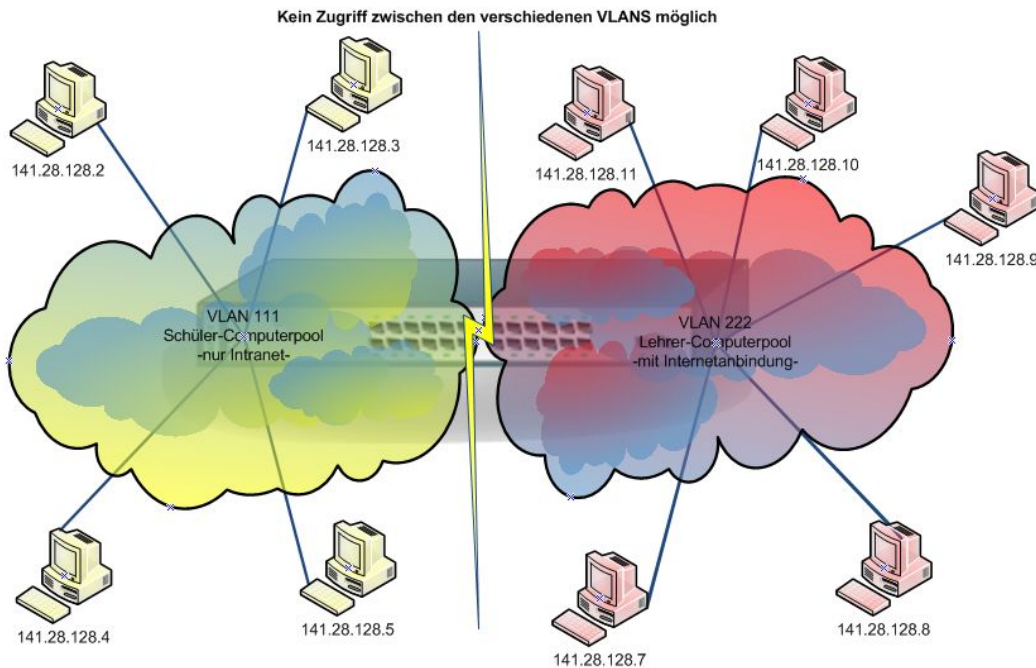 Kein Zugriff zwischen den verschiedenen VLANS möglich
141.28.128.2
141.28.128.3
141.28.128.11
141.28.128.10
141.28.128.9
VLAN 111
Schüler-Computerpool
-nur Intranet-
VLAN 222
Lehrer-Computerpool
-mit Internetanbindung-
141.28.128.4
141.28.128.5
141.28.128.7
141.28.128.8